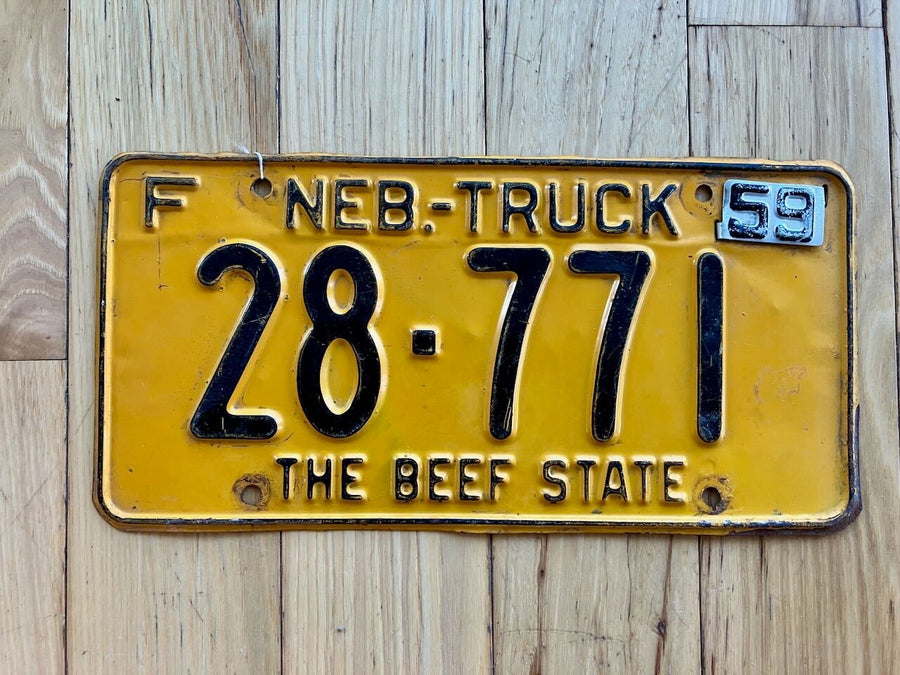 F NEB.-TRUCK 59
28·771
THE BEEF STATE